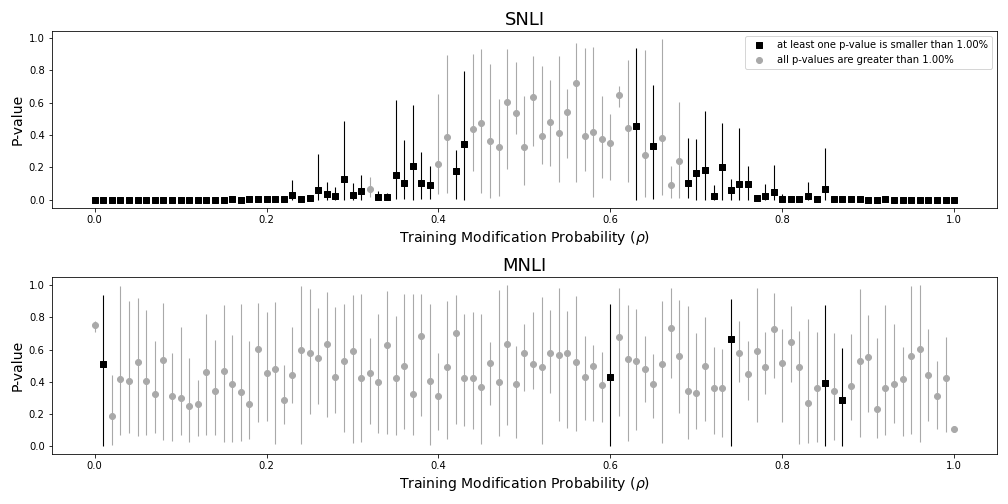 SNLI
1.0
0.8
0.6
0.4
0.2
0.0
P-value
at least one p-value is smaller than 1.00%
all p-values are greater than 1.00%
0.0 0.2 0.4 0.6 0.8 1.0
Training Modification Probability (ρ)
MNLI
1.0
0.8
0.6
0.4
0.2
0.0
P-value
0.0 0.2 0.4 0.6 0.8 1.0
Training Modification Probability (ρ)